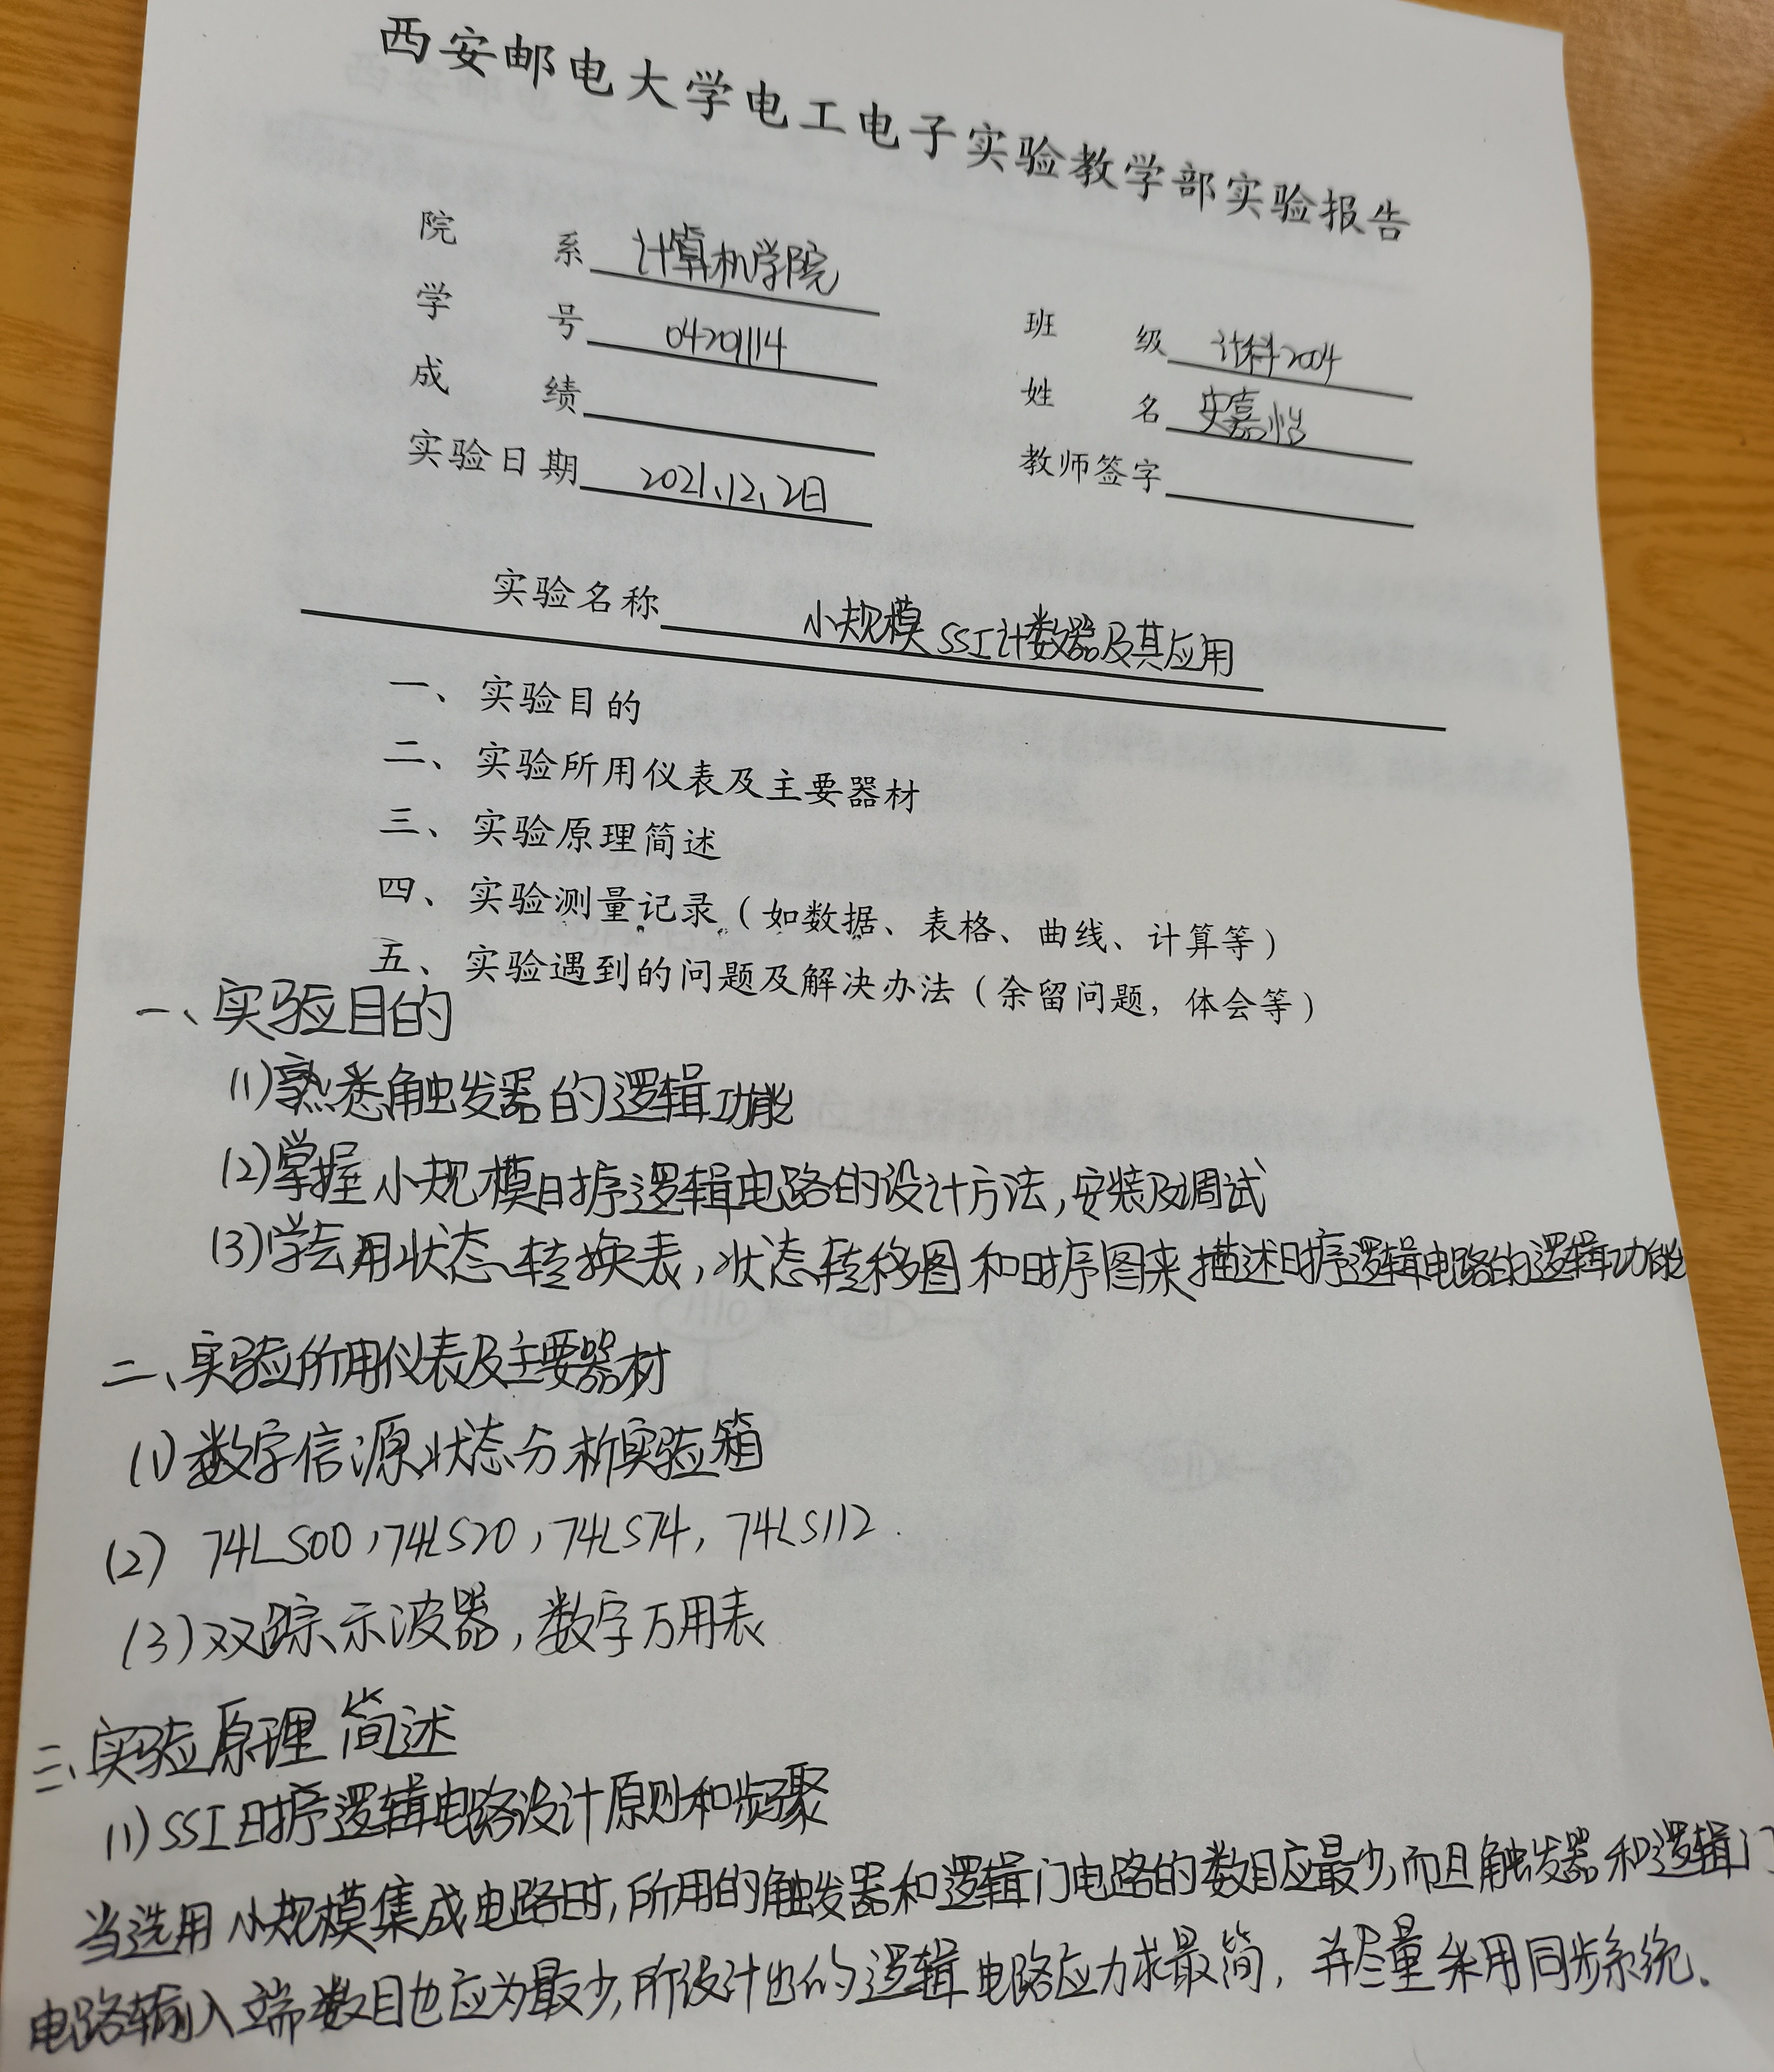 西安邮电大学电工电子实验教学部实验报告
院 系 计算机学院
学 号 04201114 班 级 计科2004
成 绩 姓 名 安嘉怡
实验日期 2021.12.2日 教师签字
实验名称 小规模SSI计数器及其应用
一、实验目的
二、实验所用仪表及主要器材
三、实验原理简述
四、实验测量记录（如数据、表格、曲线、计算等）
五、实验遇到的问题及解决办法（余留问题，体会等）
一、实验目的
(1)熟悉触发器的逻辑功能
(2)掌握小规模时序逻辑电路的设计方法,安装及调试
(3)学会用状态转换表,状态转移图和时序图来描述时序逻辑电路的逻辑功能
二、实验所用仪表及主要器材
(1)数字信源状态分析实验箱
(2) 74LS00,74LS20,74LS74,74LS112.
(3)双踪示波器,数字万用表
三、实验原理简述
(1)SSI时序逻辑电路设计原则和步骤
当选用小规模集成电路时,所用的触发器和逻辑门电路的数目应最少,而且触发器和逻辑门
电路输入端数目也应为最少,所设计出的逻辑电路应力求最简,并尽量采用同步系统.